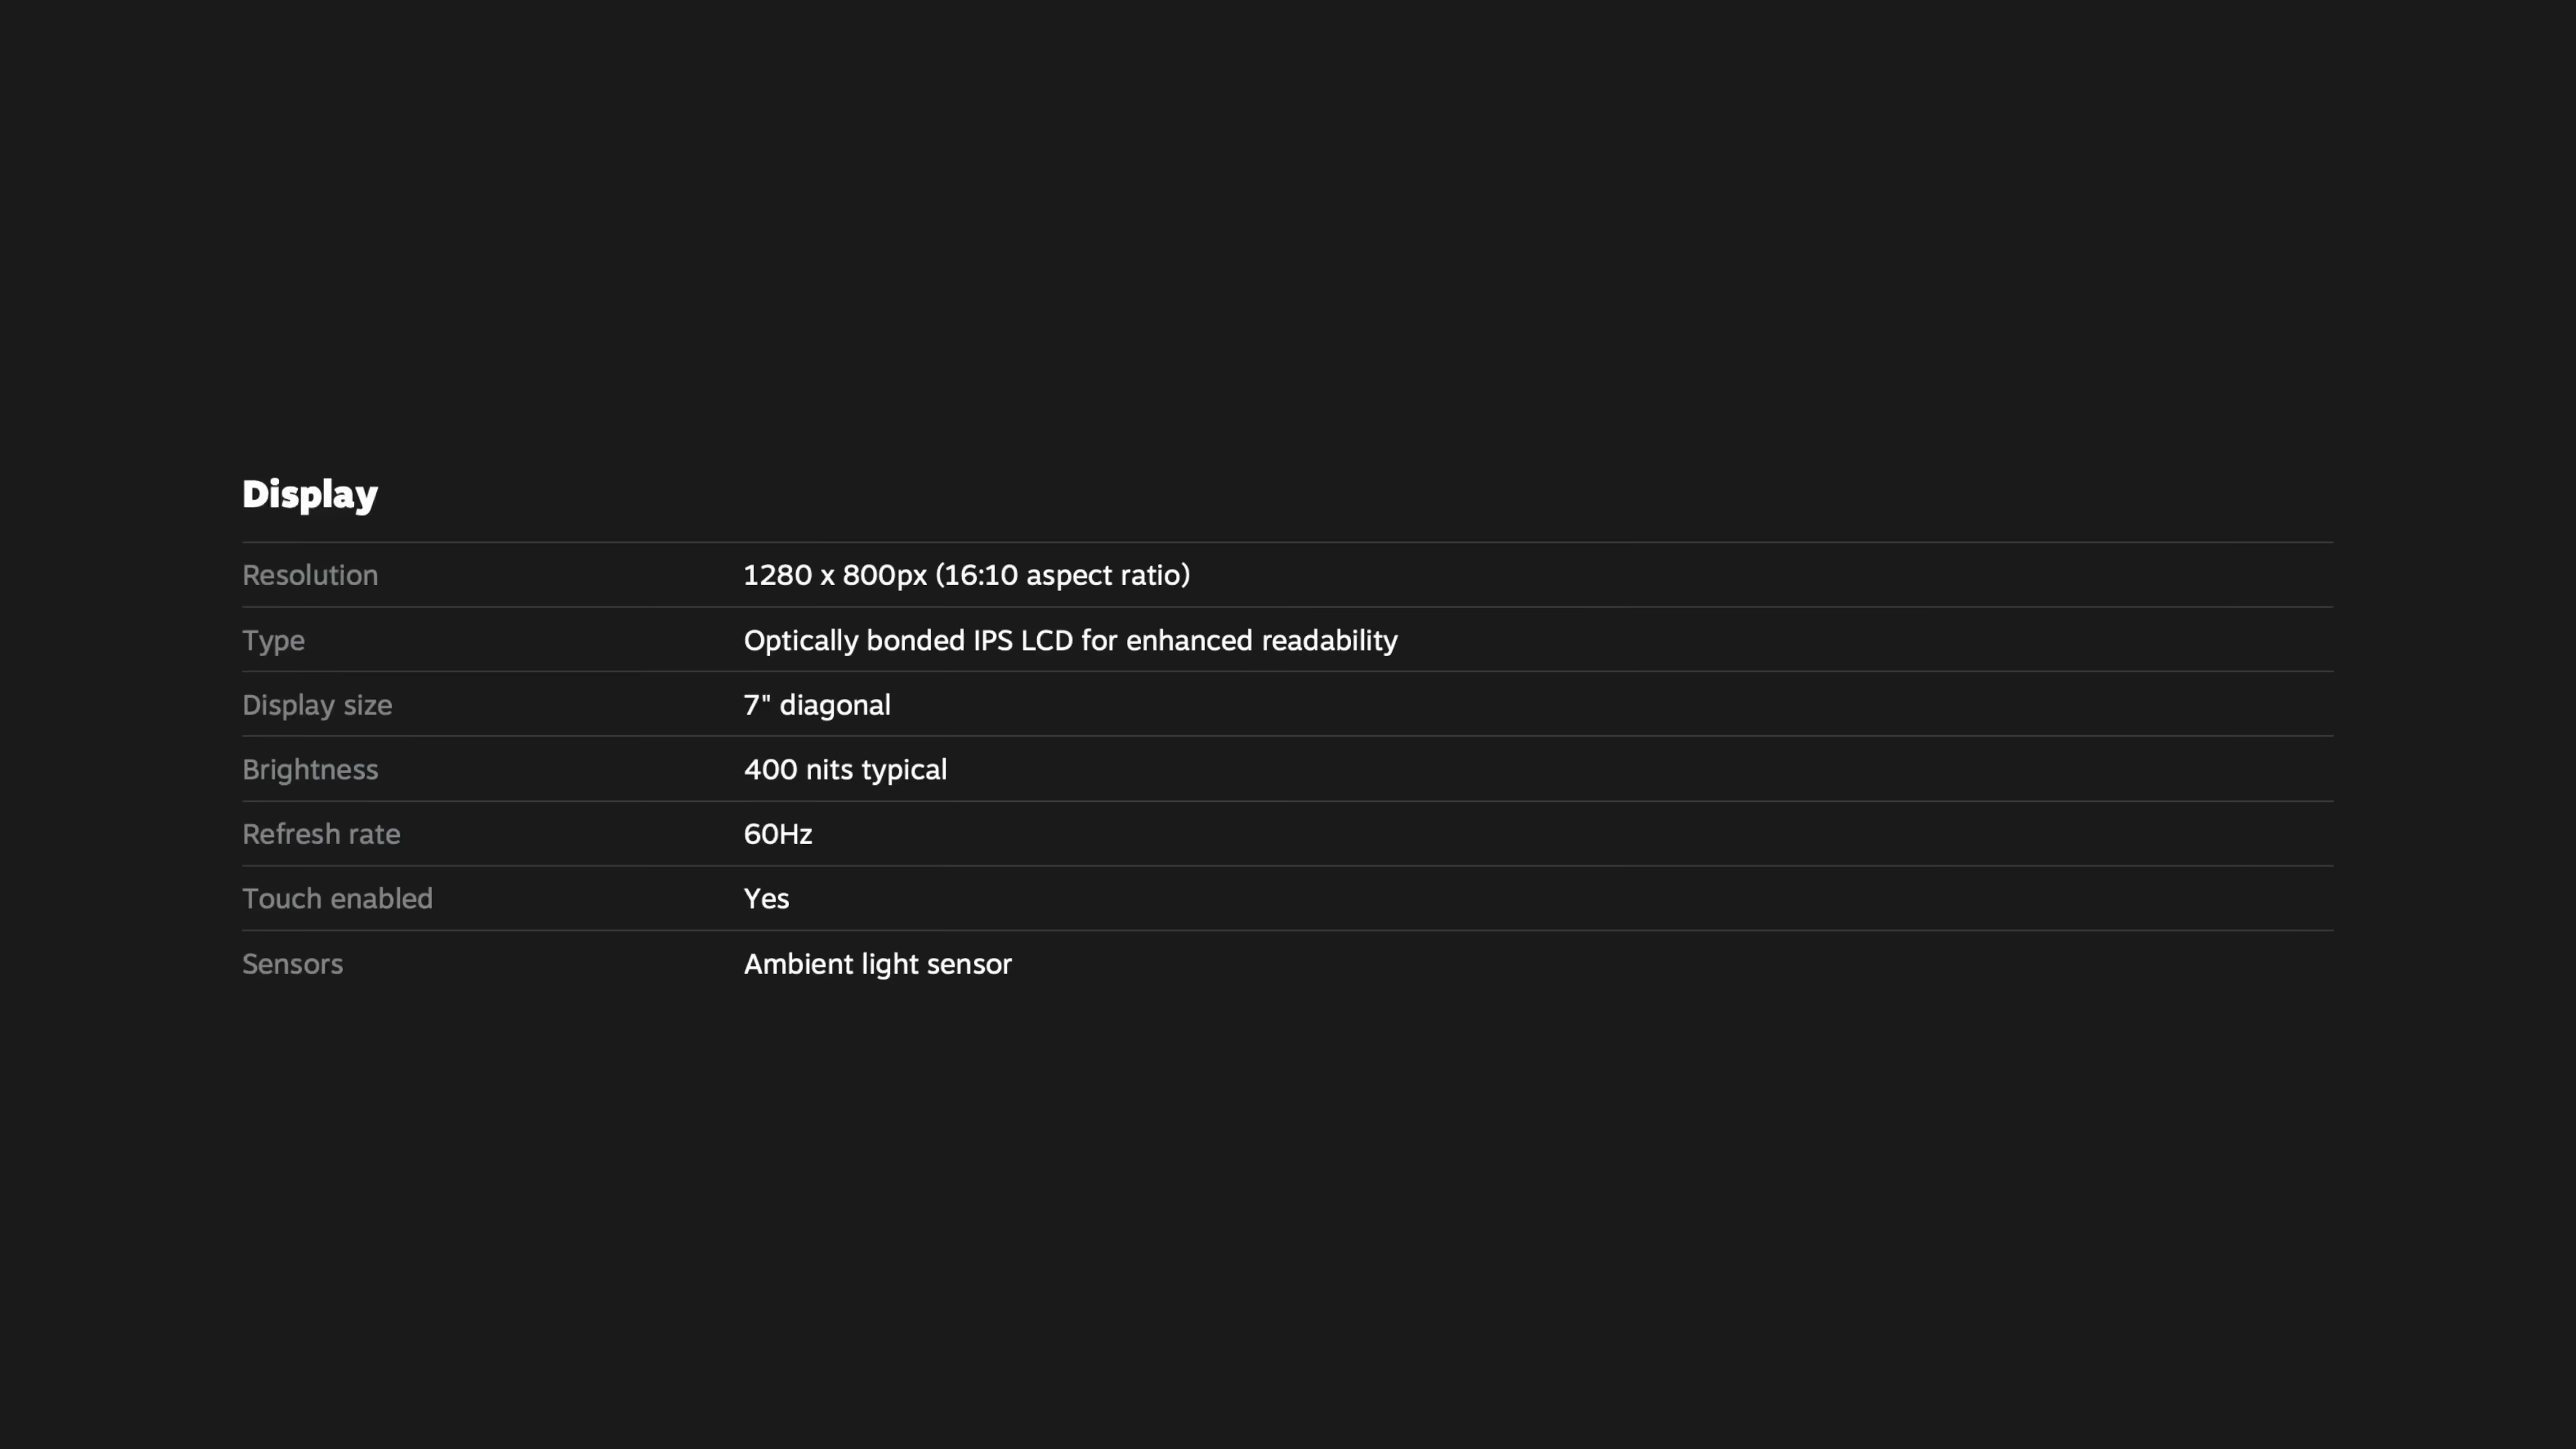 Display
Resolution 1280 x 800px (16:10 aspect ratio)
Type Optically bonded IPS LCD for enhanced readability
Display size 7" diagonal
Brightness 400 nits typical
Refresh rate 60Hz
Touch enabled Yes
Sensors Ambient light sensor